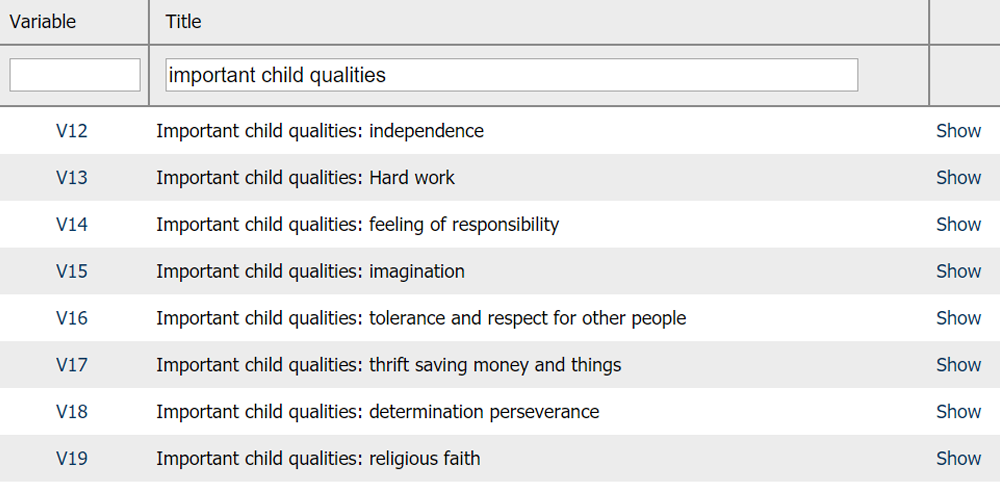 Variable Title
important child qualities
V12 Important child qualities: independence Show
V13 Important child qualities: Hard work Show
V14 Important child qualities: feeling of responsibility Show
V15 Important child qualities: imagination Show
V16 Important child qualities: tolerance and respect for other people Show
V17 Important child qualities: thrift saving money and things Show
V18 Important child qualities: determination perseverance Show
V19 Important child qualities: religious faith Show